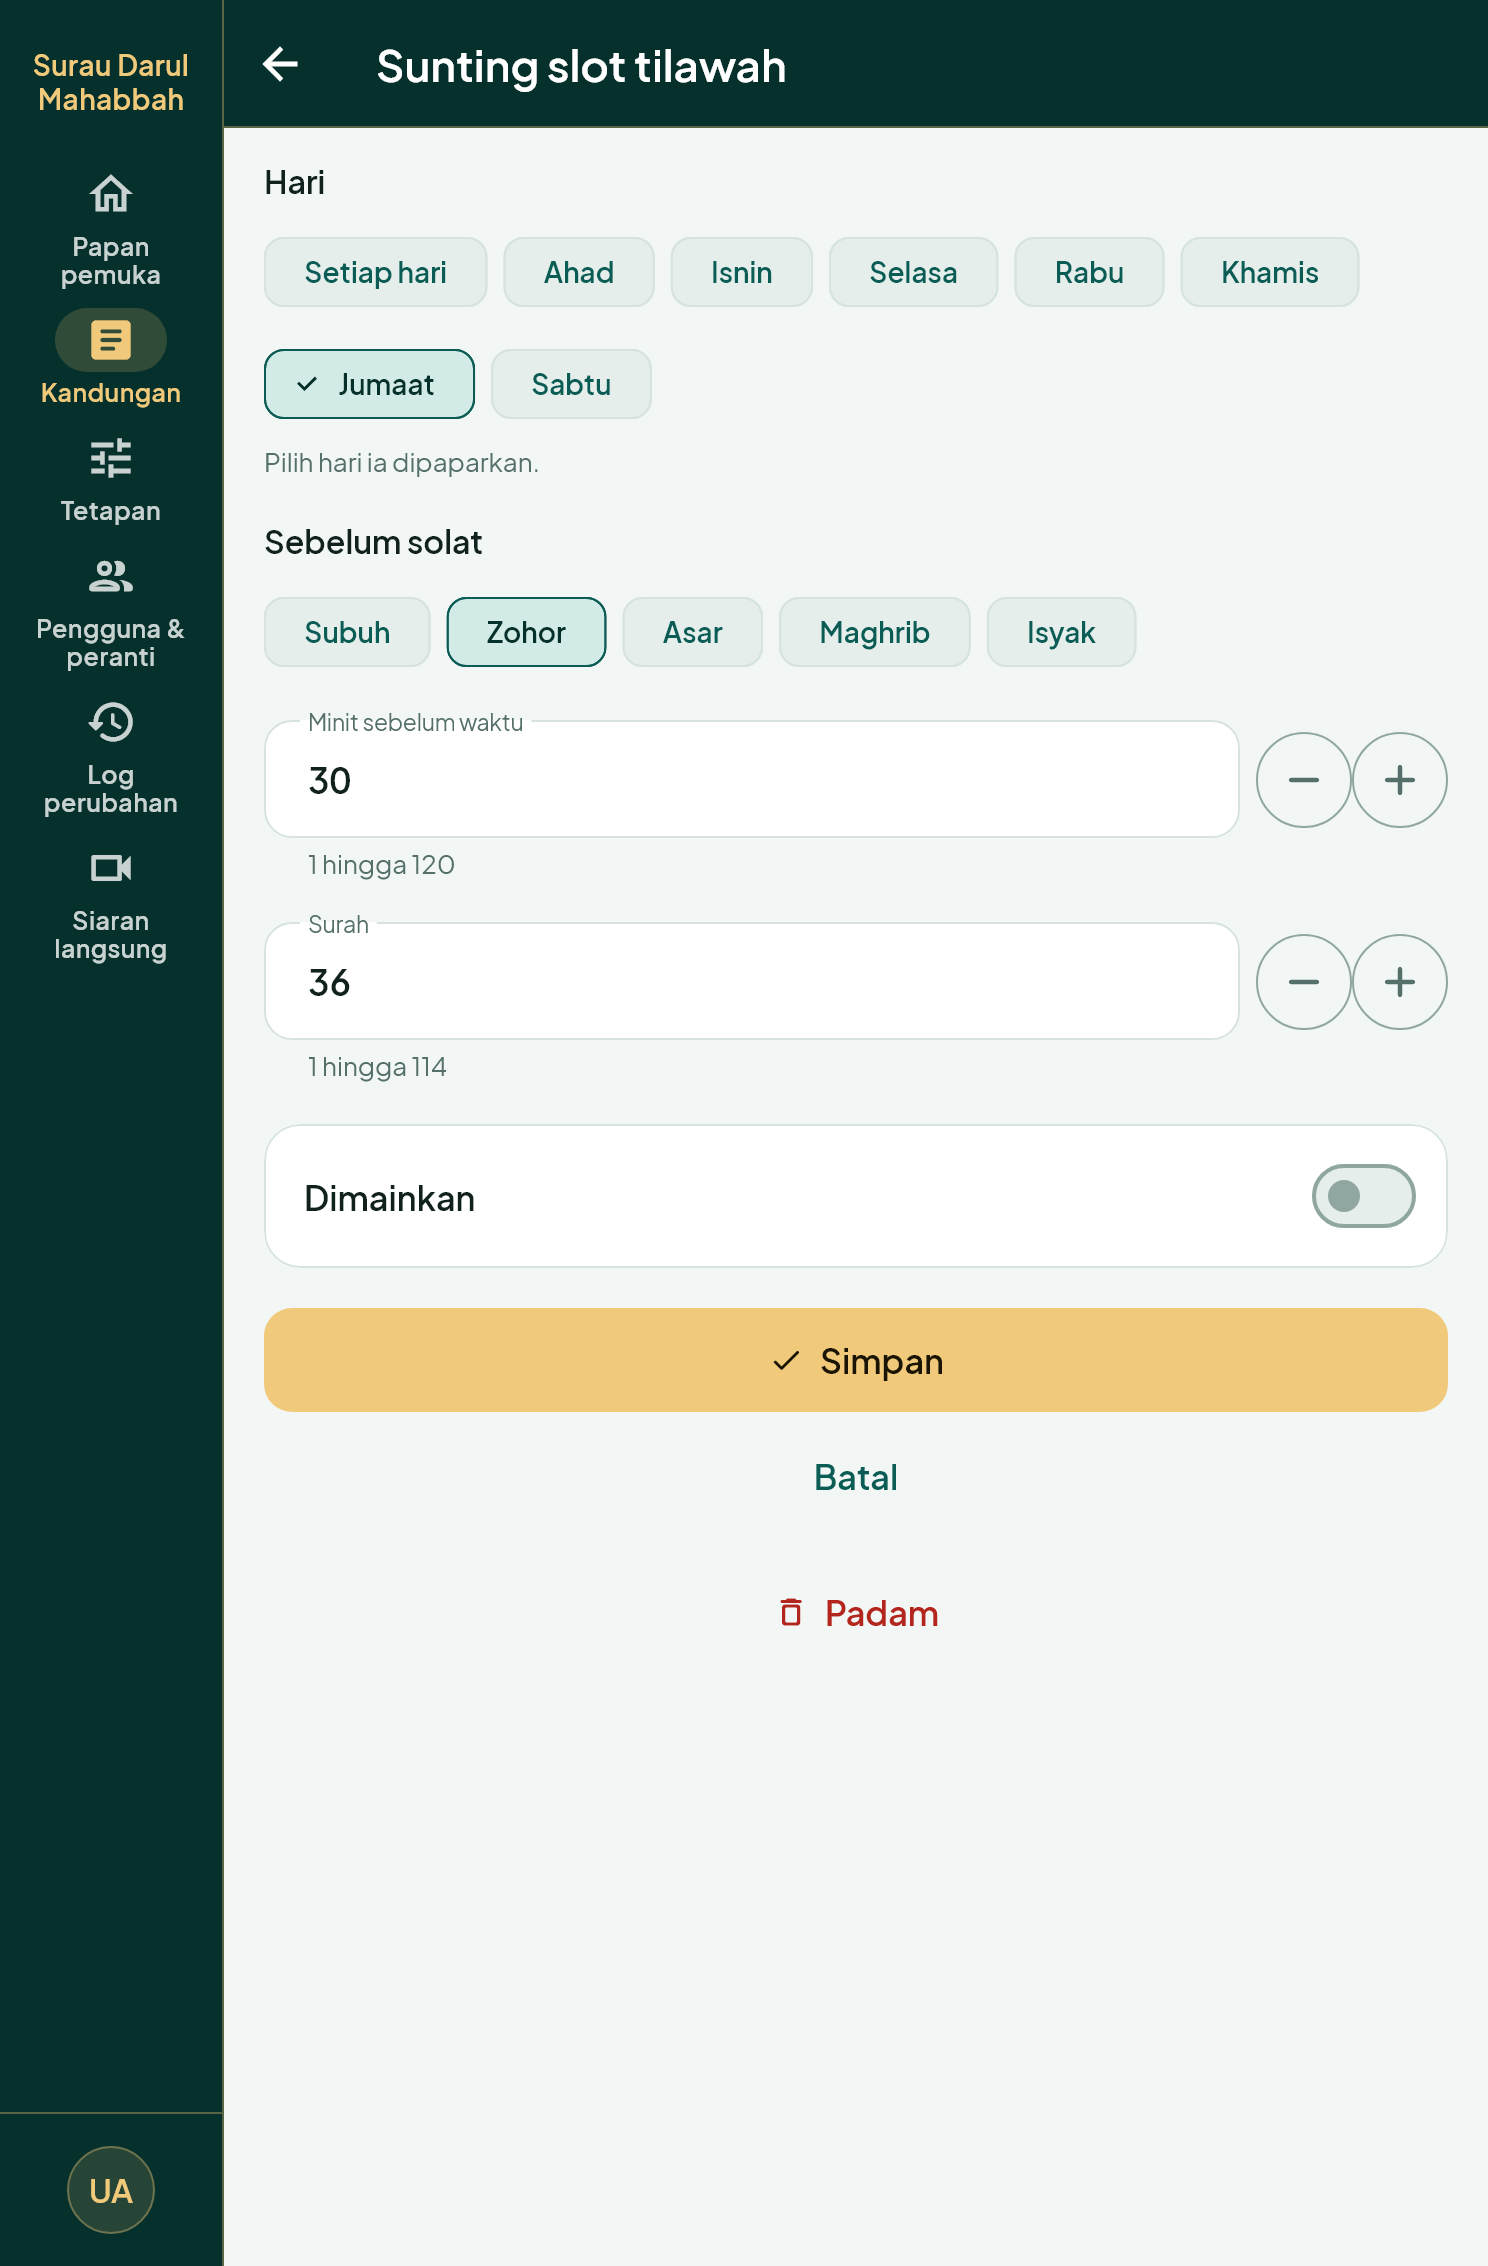 Surau Darul
Mahabbah
Papan
pemuka
Kandungan
Tetapan
Pengguna &
peranti
Log
perubahan
Siaran
langsung
UA
Sunting slot tilawah
Hari
Setiap hari Ahad Isnin Selasa Rabu Khamis
Jumaat Sabtu
Pilih hari ia dipaparkan.
Sebelum solat
Subuh Zohor Asar Maghrib Isyak
Minit sebelum waktu
30
1 hingga 120
Surah
36
1 hingga 114
Dimainkan
Simpan
Batal
Padam